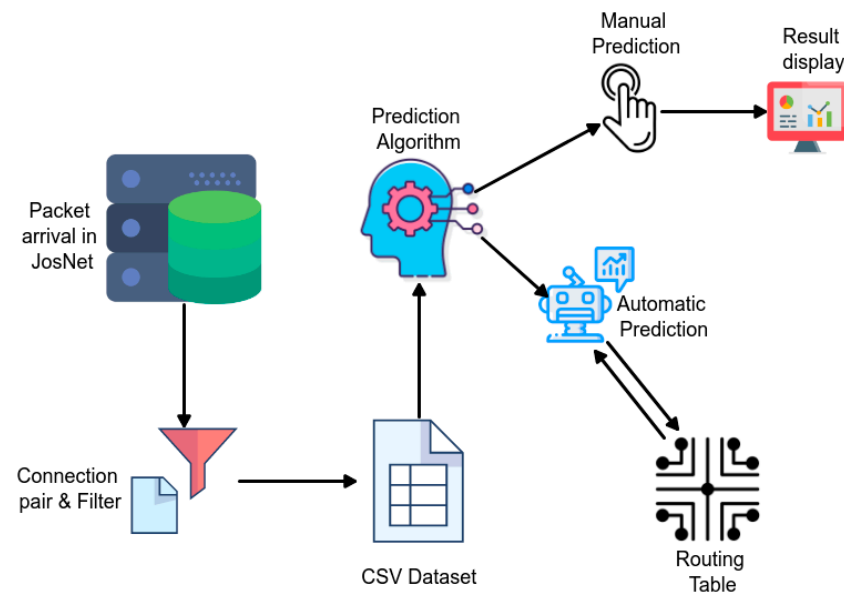 Packet
arrival in
JosNet
Connection
pair & Filter
CSV Dataset
Prediction
Algorithm
Manual
Prediction
Result
display
Automatic
Prediction
Routing
Table